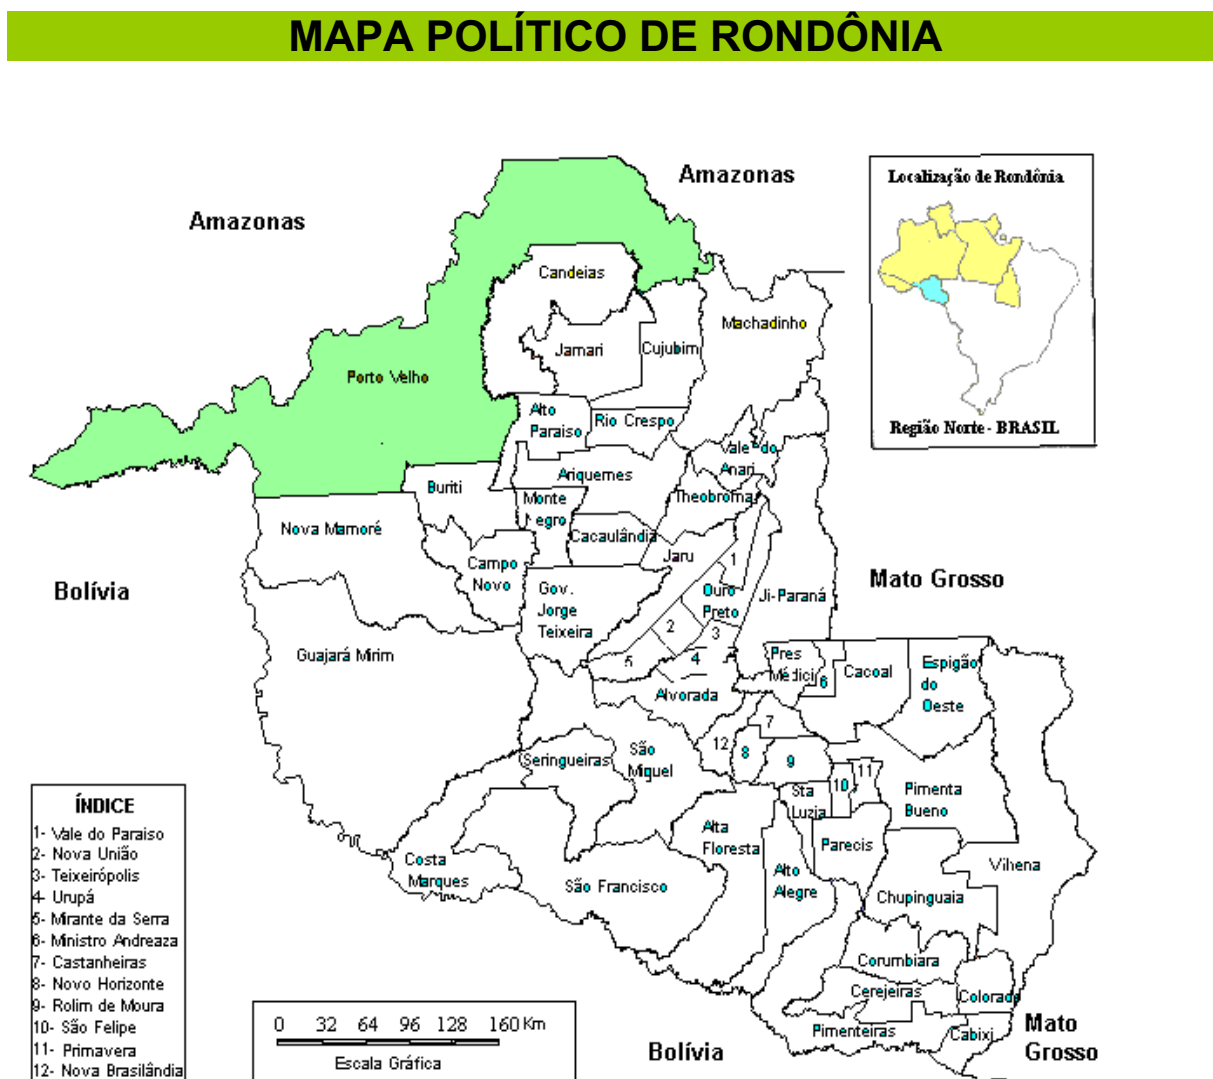 MAPA POLÍTICO DE RONDÔNIA
Amazonas
Amazonas
Localização de Rondônia
Região Norte - BRASIL
Candeias
Machadinho
Jamari
Cujubim
Porto Velho
Alto
Paraiso
Rio Crespo
Vale do
Anari
Ariquemes
Buriti
Theobroma
Monte
Negro
Nova Mamoré
Cacaulândia
Jaru
1
Campo
Novo
Bolívia
Mato Grosso
Gov.
Jorge
Teixeira
Ouro
Preto
Ji-Paraná
2
3
Guajará Mirim
5
4
Pres
Médici
6
Cacoal
Espigão
do
Oeste
Alvorada
7
12
8
9
São
Miguel
Seringueiras
10
11
Sta
Luzia
Pimenta
Bueno
Alta
Floresta
Parecis
Vihena
Costa
Marques
São Francisco
Alto
Alegre
Chupinguaia
Corumbiara
Cerejeiras
Colorado
Pimenteiras
Cabixi
Mato
Grosso
Bolívia
ÍNDICE
1- Vale do Paraiso
2- Nova União
3- Teixeirópolis
4- Urupá
5- Mirante da Serra
6- Ministro Andreaza
7- Castanheiras
8- Novo Horizonte
9- Rolim de Moura
10- São Felipe
11- Primavera
12- Nova Brasilândia
0 32 64 96 128 160 Km
Escala Gráfica